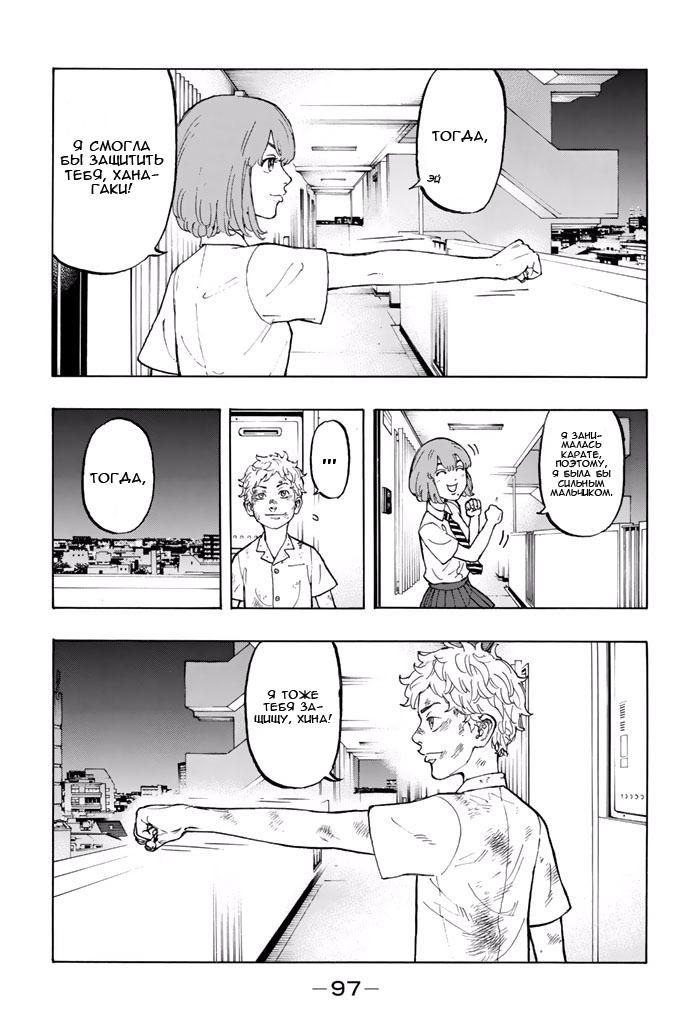 ТОГДА,
ЭЙ
Я СМОГЛА
БЫ ЗАЩИТИТЬ
ТЕБЯ, ХАНА-
ГАКИ!
Я ЗАНИ-
МАЛАСЬ
КАРАТЕ,
ПОЭТОМУ,
Я БЫЛА БЫ
СИЛЬНЫМ
МАЛЬЧИКОМ.
...
ТОГДА,
Я ТОЖЕ
ТЕБЯ ЗА-
ЩИЩУ, ХИНА!
—97—